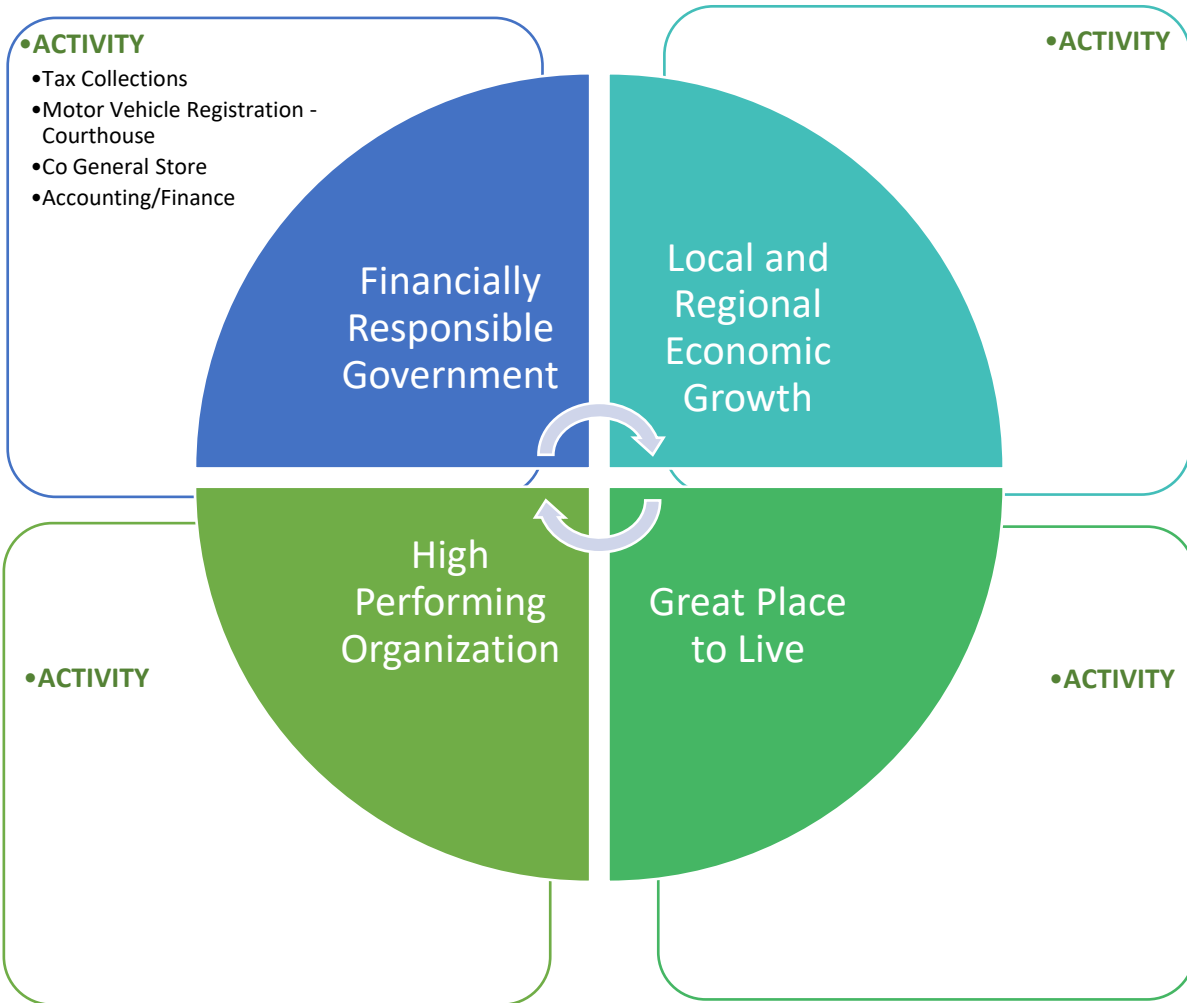 •ACTIVITY
•Tax Collections
•Motor Vehicle Registration -
Courthouse
•Co General Store
•Accounting/Finance
•ACTIVITY
Financially
Responsible
Government
Local and
Regional
Economic
Growth
High
Performing
Organization
Great Place
to Live
•ACTIVITY
•ACTIVITY